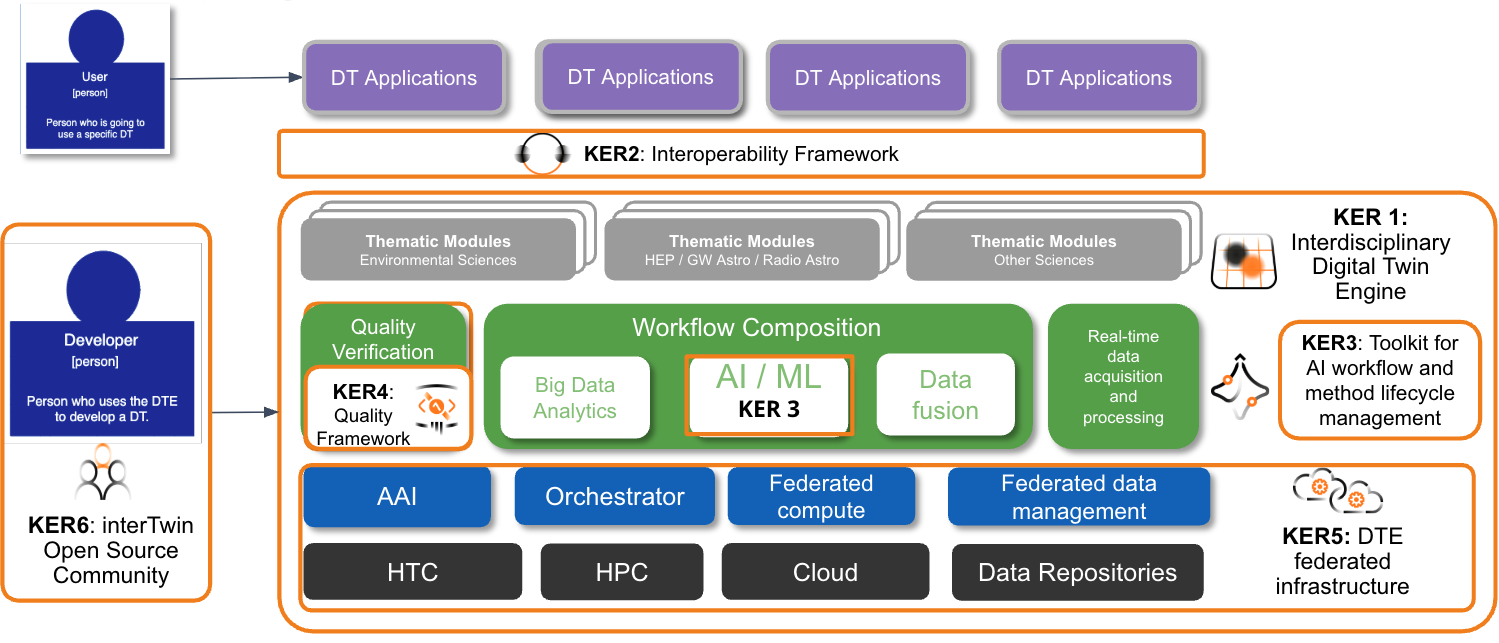 User
[person]
Person who is going to
use a specific DT
DT Applications
DT Applications
DT Applications
DT Applications
KER2: Interoperability Framework
Thematic Modules
Environmental Sciences
Thematic Modules
HEP / GW Astro / Radio Astro
Thematic Modules
Other Sciences
KER 1:
Interdisciplinary
Digital Twin
Engine
Developer
[person]
Person who uses the DTE
to develop a DT.
KER6: interTwin
Open Source
Community
Quality
Verification
KER4:
Quality
Framework
Workflow Composition
Big Data
Analytics
AI / ML
KER 3
Data
fusion
Real-time
data
acquisition
and
processing
KER3: Toolkit for
AI workflow and
method lifecycle
management
AAI
Orchestrator
Federated
compute
Federated data
management
HTC
HPC
Cloud
Data Repositories
KER5: DTE
federated
infrastructure